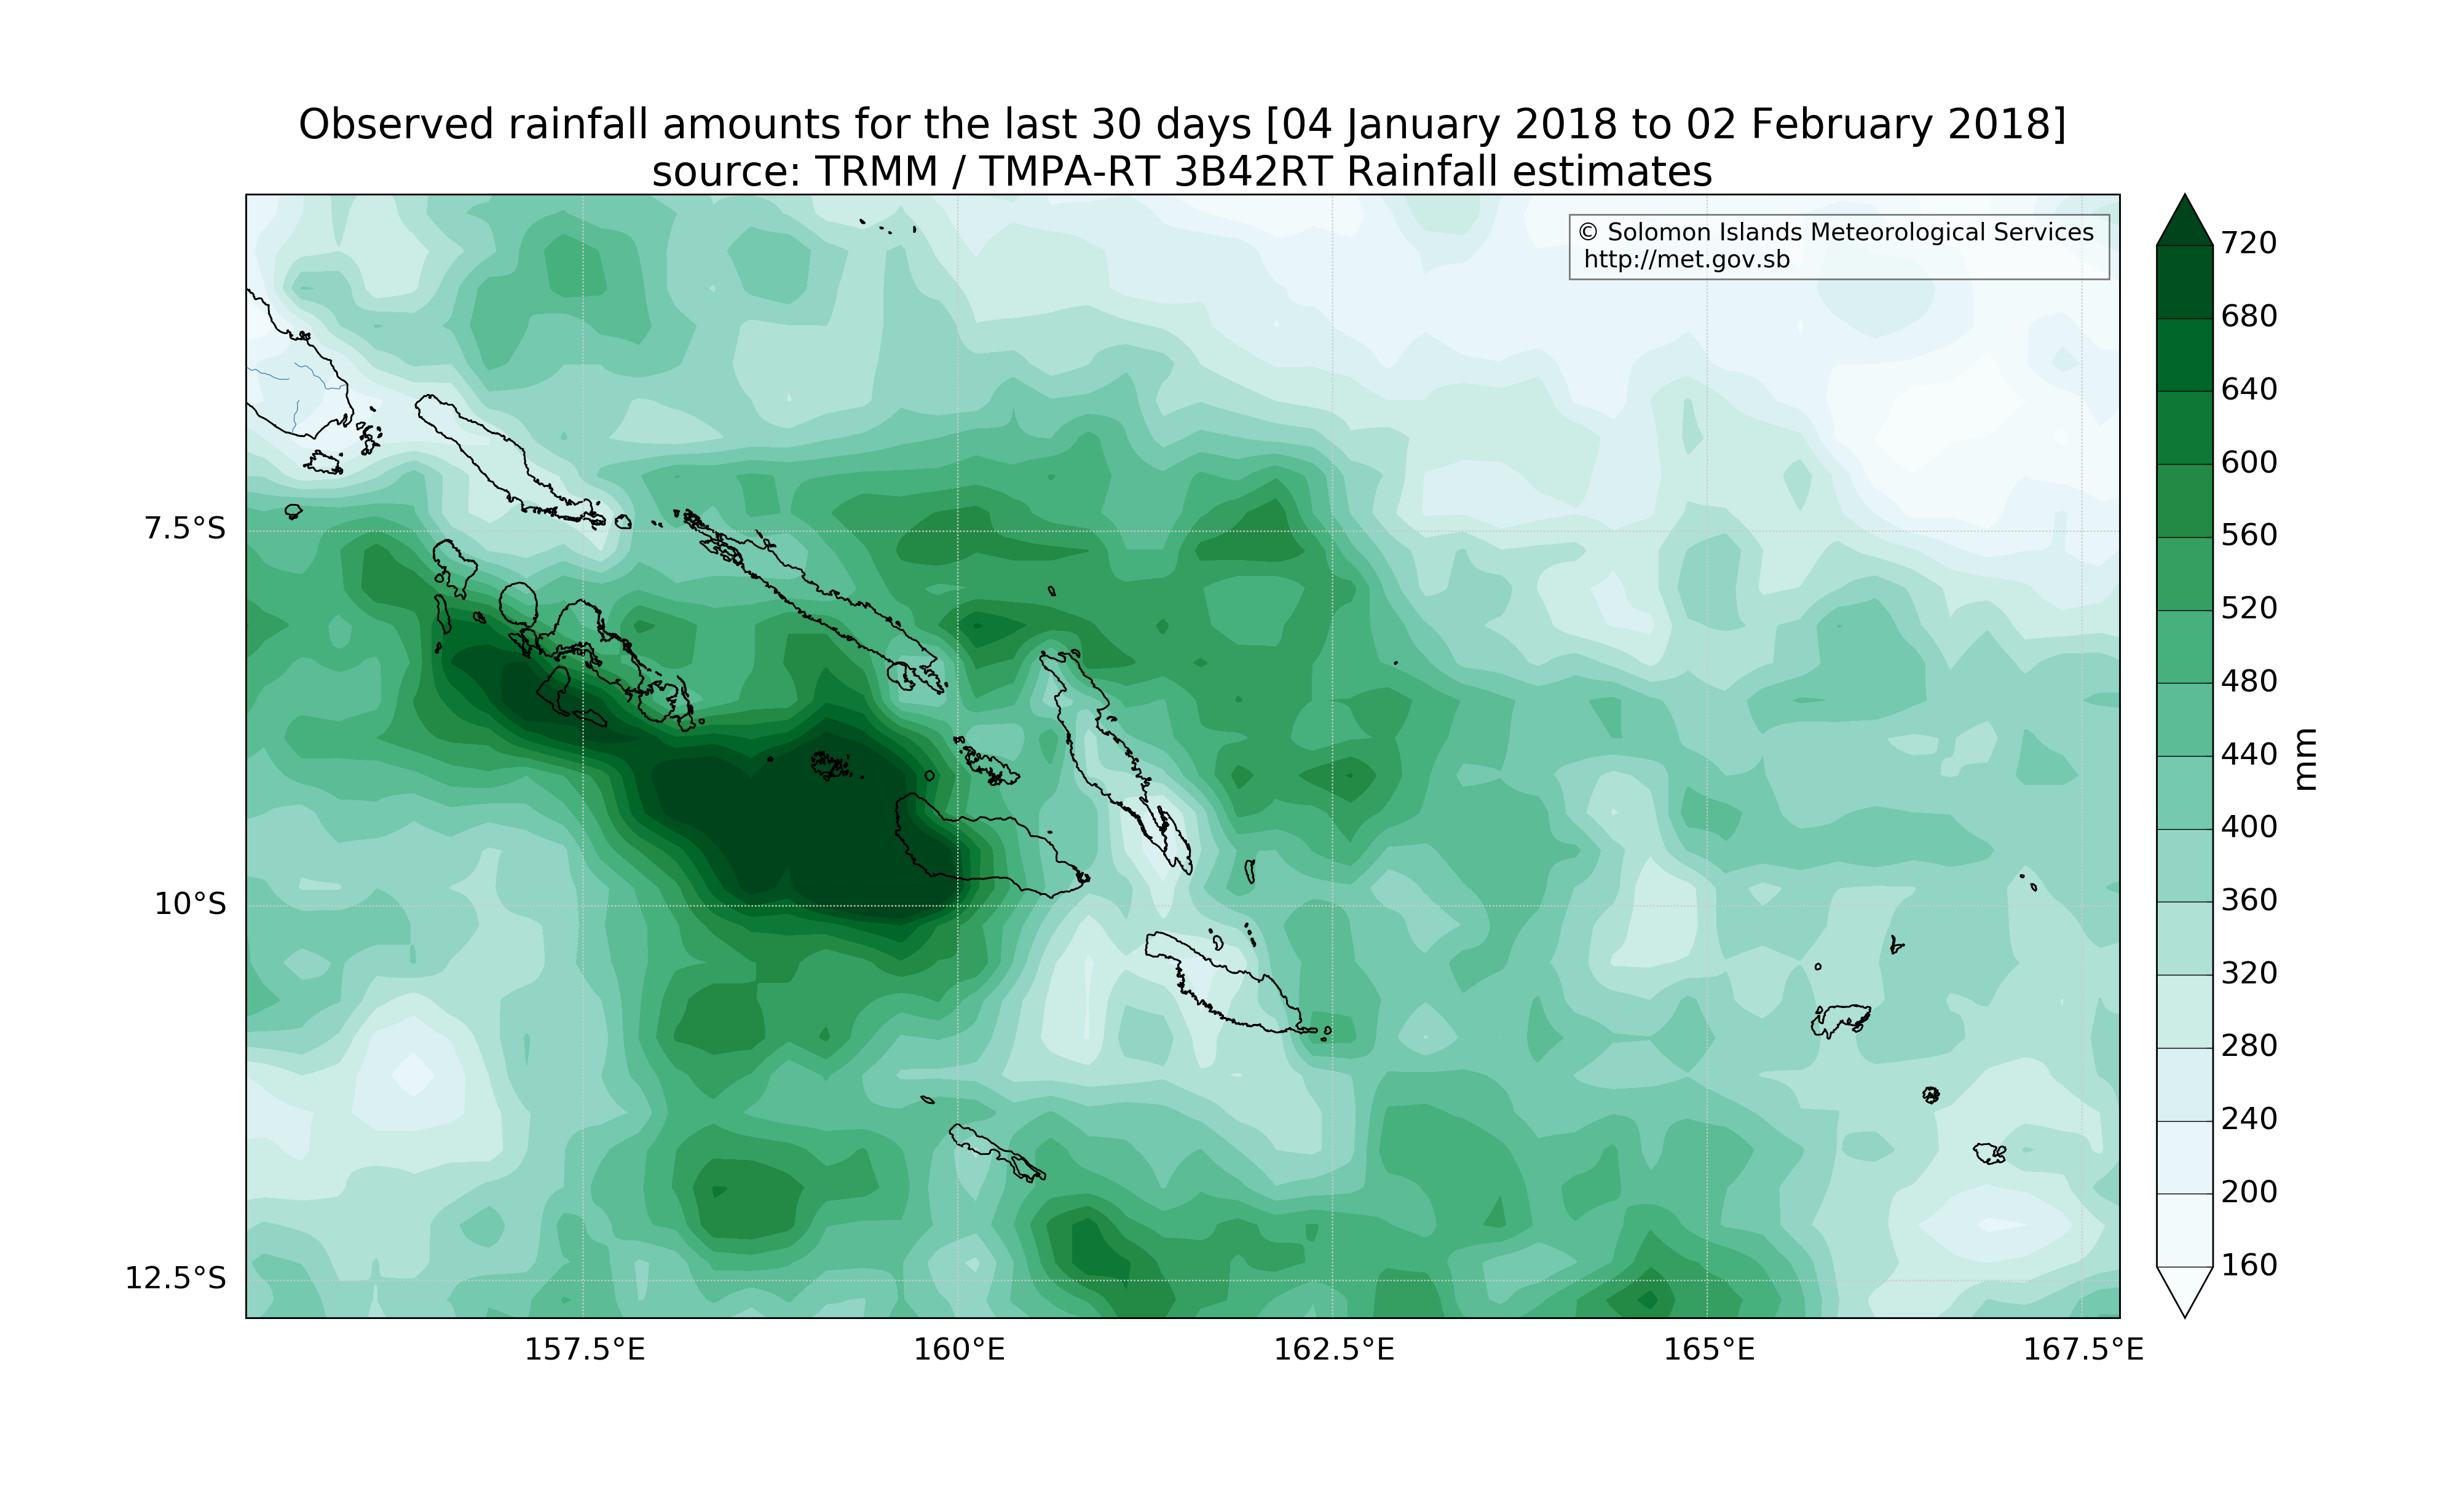 Observed rainfall amounts for the last 30 days [04 January 2018 to 02 February 2018]
source: TRMM / TMPA-RT 3B42RT Rainfall estimates
© Solomon Islands Meteorological Services
http://met.gov.sb
7.5°S
10°S
12.5°S
157.5°E
160°E
162.5°E
165°E
167.5°E
720
680
640
600
560
520
480
440
400
360
320
280
240
200
160
mm